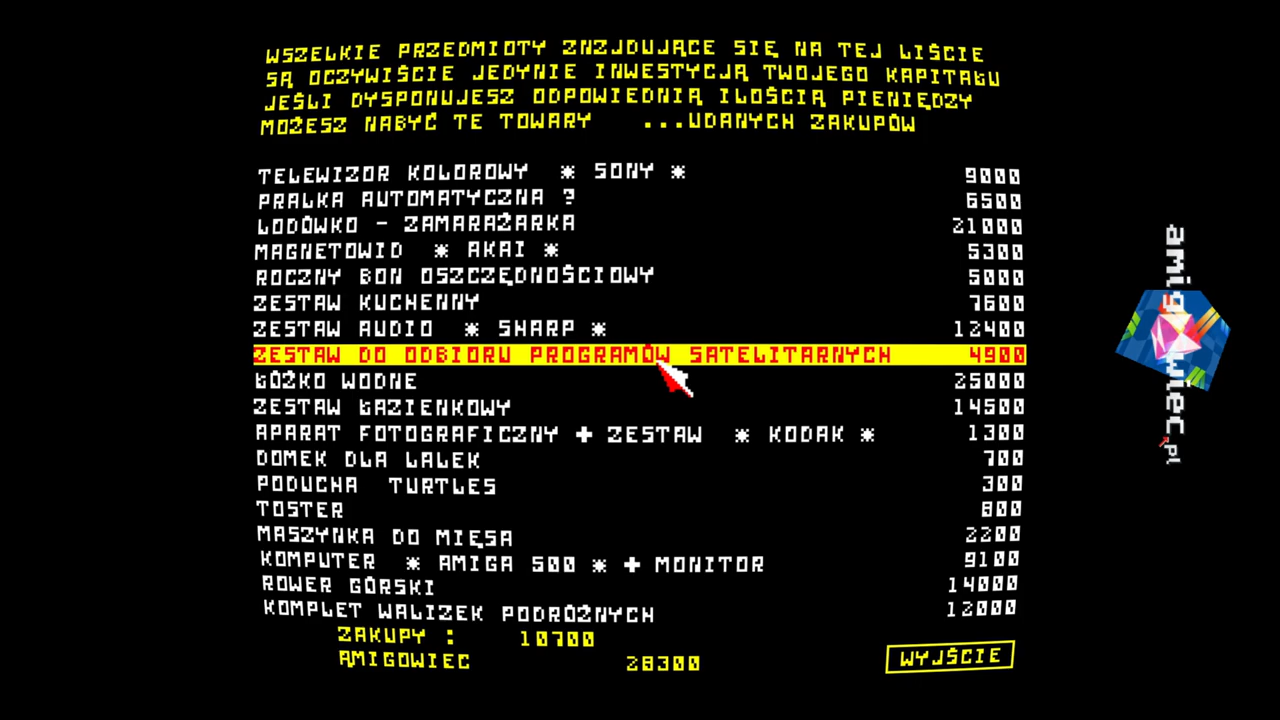 WSZELKIE PRZEDMIOTY ZNZJDUJĄCE SIĘ NA TEJ LIŚCIE
SĄ OCZYWIŚCIE JEDYNIE INWESTYCJĄ TWOJEGO KAPITAŁU
JEŚLI DYSPONUJESZ ODPOWIEDNIĄ ILOŚCIĄ PIENIĘDZY
MOŻESZ NABYĆ TE TOWARY ...UDANYCH ZAKUPÓW
TELEWIZOR KOLOROWY * SONY * 9000
PRALKA AUTOMATYCZNA ? 6500
LODÓWKO - ZAMARAŻARKA 21000
MAGNETOWID * AKAI * 5300
ROCZNY BON OSZCZĘDNOŚCIOWY 5000
ZESTAW KUCHENNY 7600
ZESTAW AUDIO * SHARP * 12400
ZESTAW DO ODBIORU PROGRAMÓW SATELITARNYCH 4900
ŁÓŻKO WODNE 25000
ZESTAW ŁAZIENKOWY 14500
APARAT FOTOGRAFICZNY + ZESTAW * KODAK * 1300
DOMEK DLA LALEK 700
PODUCHA TURTLES 300
TOSTER 800
MASZYNKA DO MIĘSA 2200
KOMPUTER * AMIGA 500 * + MONITOR 9100
ROWER GÓRSKI 14000
KOMPLET WALIZEK PODRÓŻNYCH 12000
ZAKUPY : 10700
AMIGOWIEC 28300
WYJŚCIE
amigowiec.pl